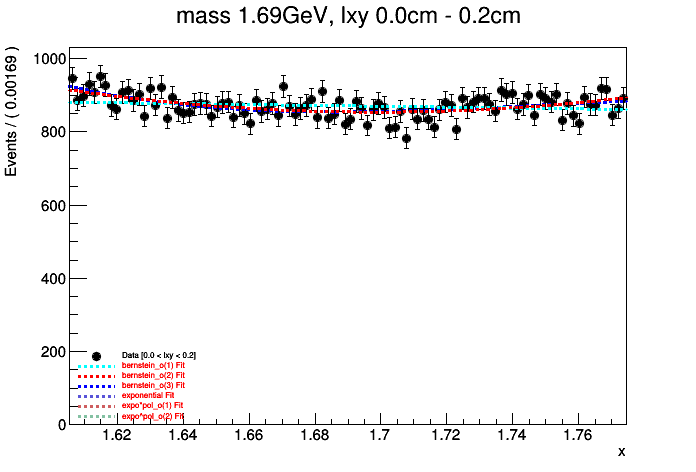 mass 1.69GeV, lxy 0.0cm - 0.2cm
Events / ( 0.00169 )
1000
800
600
400
200
0
Data [0.0 < lxy < 0.2]
bernstein_o(1) Fit
bernstein_o(2) Fit
bernstein_o(3) Fit
exponential Fit
expo*pol_o(1) Fit
expo*pol_o(2) Fit
1.62 1.64 1.66 1.68 1.7 1.72 1.74 1.76
x